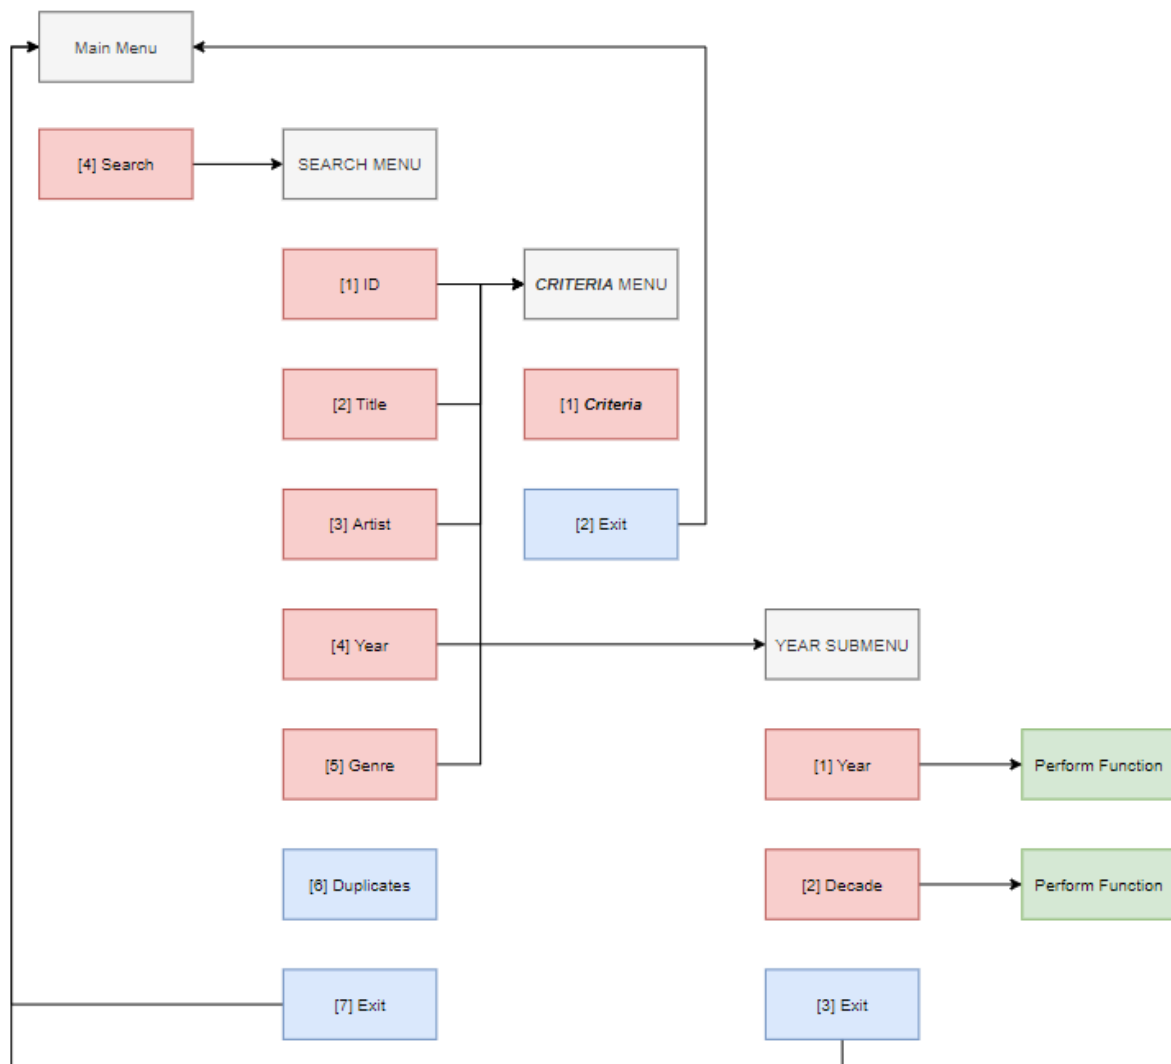 Main Menu
[4] Search
SEARCH MENU
[1] ID
CRITERIA MENU
[2] Title
[1] Criteria
[3] Artist
[2] Exit
[4] Year
YEAR SUBMENU
[5] Genre
[1] Year
Perform Function
[6] Duplicates
[2] Decade
Perform Function
[7] Exit
[3] Exit